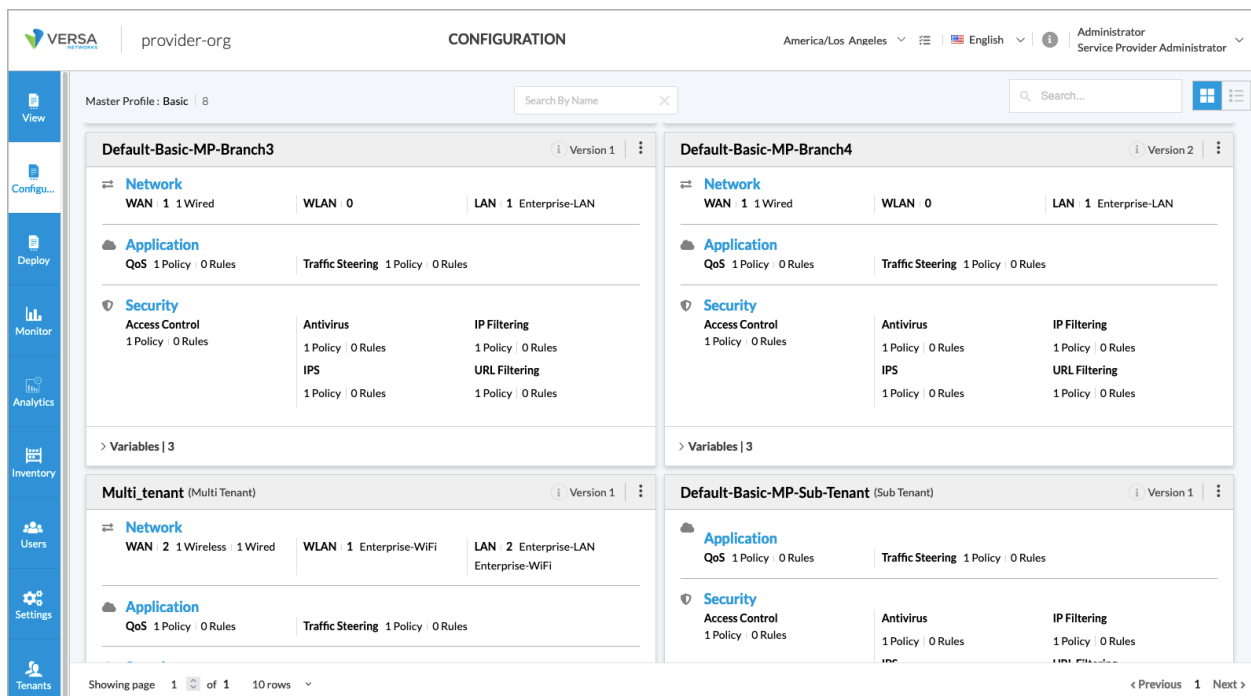 VERSA
NETWORKS
provider-org
CONFIGURATION
America/Los Angeles
English
Administrator
Service Provider Administrator
View
Configu...
Deploy
Monitor
Analytics
Inventory
Users
Settings
Tenants
Master Profile : Basic 8
Search By Name
Search...
Default-Basic-MP-Branch3
Version 1
Network
WAN 1 1 Wired WLAN 0 LAN 1 Enterprise-LAN
Application
QoS 1 Policy 0 Rules Traffic Steering 1 Policy 0 Rules
Security
Access Control Antivirus IP Filtering
1 Policy 0 Rules 1 Policy 0 Rules 1 Policy 0 Rules
IPS URL Filtering
1 Policy 0 Rules 1 Policy 0 Rules
Variables | 3
Default-Basic-MP-Branch4
Version 2
Network
WAN 1 1 Wired WLAN 0 LAN 1 Enterprise-LAN
Application
QoS 1 Policy 0 Rules Traffic Steering 1 Policy 0 Rules
Security
Access Control Antivirus IP Filtering
1 Policy 0 Rules 1 Policy 0 Rules 1 Policy 0 Rules
IPS URL Filtering
1 Policy 0 Rules 1 Policy 0 Rules
Variables | 3
Multi_tenant (Multi Tenant)
Version 1
Network
WAN 2 1 Wireless 1 Wired WLAN 1 Enterprise-WiFi LAN 2 Enterprise-LAN
Enterprise-WiFi
Application
QoS 1 Policy 0 Rules Traffic Steering 1 Policy 0 Rules
Default-Basic-MP-Sub-Tenant (Sub Tenant)
Version 1
Application
QoS 1 Policy 0 Rules Traffic Steering 1 Policy 0 Rules
Security
Access Control Antivirus IP Filtering
1 Policy 0 Rules 1 Policy 0 Rules 1 Policy 0 Rules
Showing page 1 of 1 10 rows
Previous 1 Next